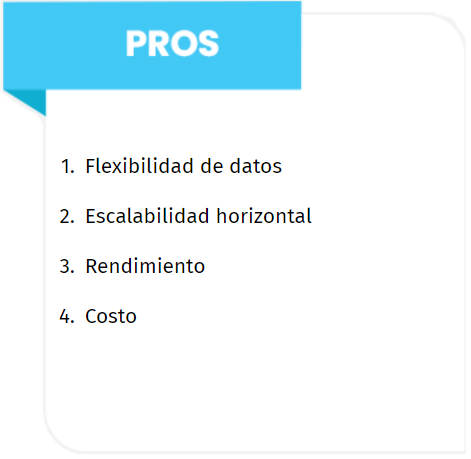 PROS
1. Flexibilidad de datos
2. Escalabilidad horizontal
3. Rendimiento
4. Costo